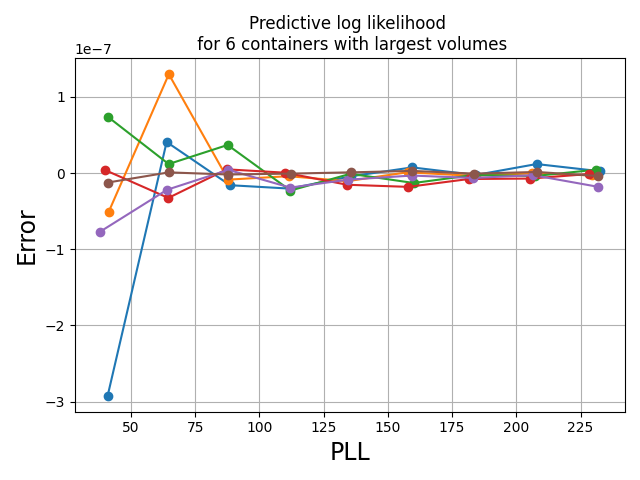 Predictive log likelihood
for 6 containers with largest volumes
1e−7
1
0
−1
−2
−3
Error
50 75 100 125 150 175 200 225
PLL